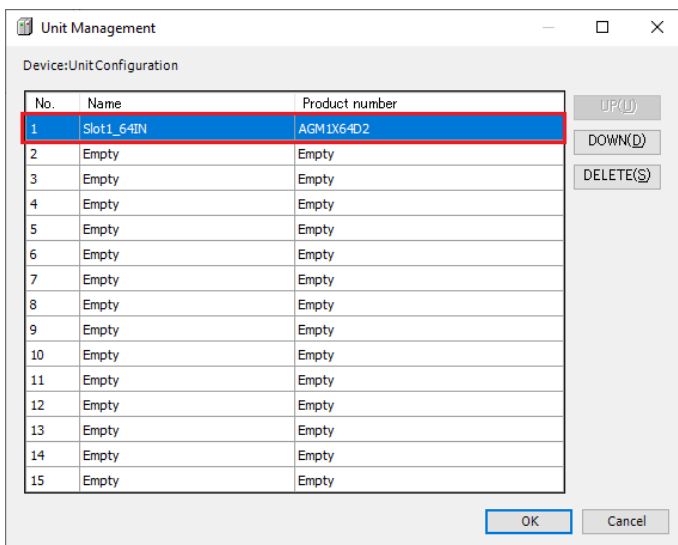 Unit Management
Device:UnitConfiguration
No. Name Product number
1 Slot1_64IN AGM1X64D2
2 Empty Empty
3 Empty Empty
4 Empty Empty
5 Empty Empty
6 Empty Empty
7 Empty Empty
8 Empty Empty
9 Empty Empty
10 Empty Empty
11 Empty Empty
12 Empty Empty
13 Empty Empty
14 Empty Empty
15 Empty Empty
UP(U)
DOWN(D)
DELETE(S)
OK Cancel